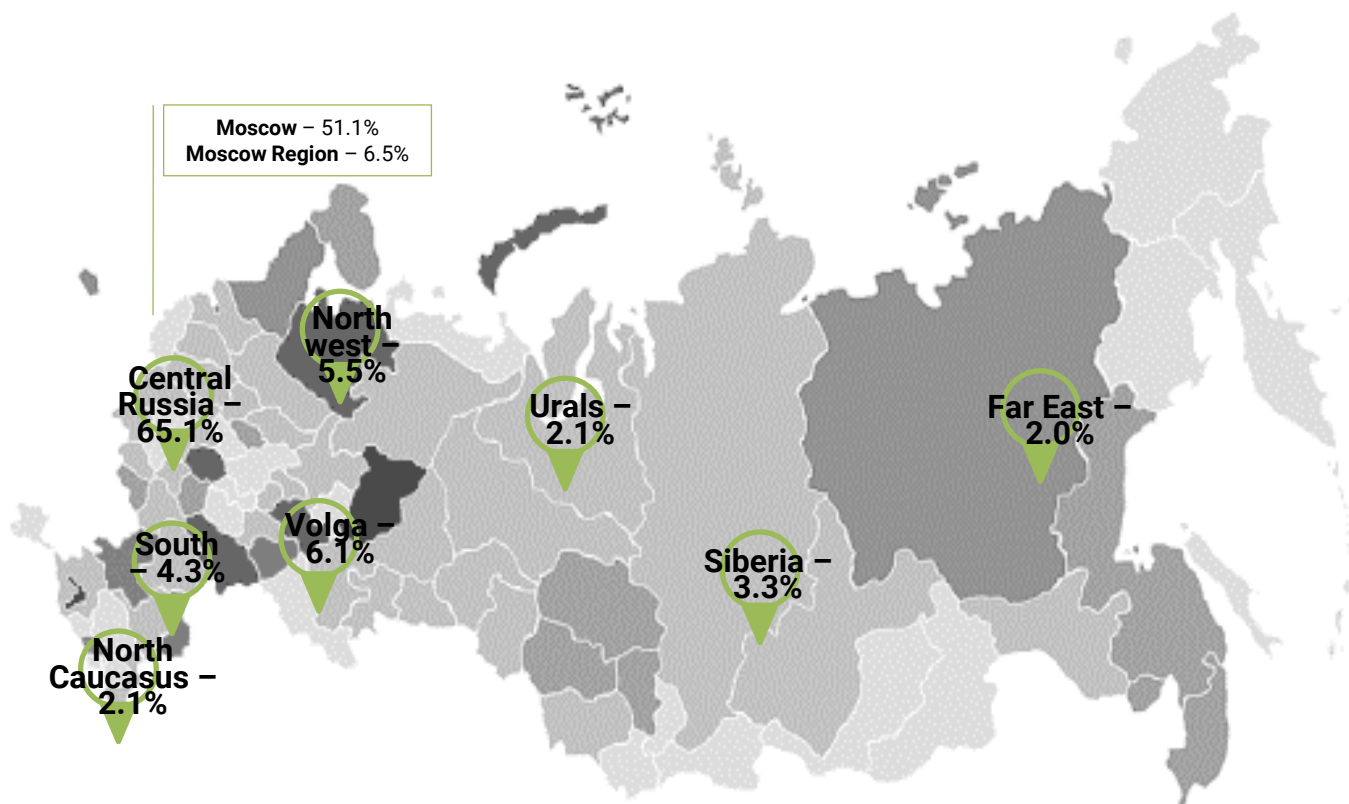 Moscow – 51.1%
Moscow Region – 6.5%
North
west –
5.5%
Central
Russia –
65.1%
Urals –
2.1%
Far East –
2.0%
Volga –
6.1%
South
– 4.3%
Siberia –
3.3%
North
Caucasus –
2.1%